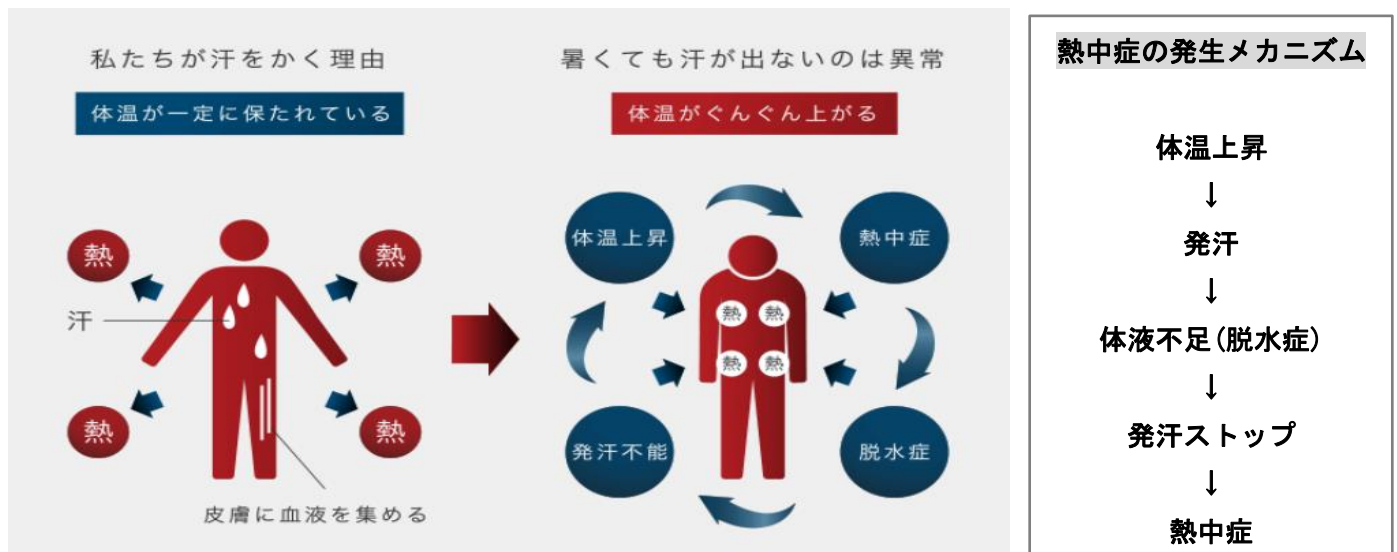 私たちが汗をかく理由
体温が一定に保たれている
熱
熱
汗
熱
熱
皮膚に血液を集める
暑くても汗が出ないのは異常
体温がぐんぐん上がる
体温上昇
熱中症
熱
熱
熱
熱
発汗不能
脱水症
熱中症の発生メカニズム
体温上昇
↓
発汗
↓
体液不足(脱水症)
↓
発汗ストップ
↓
熱中症